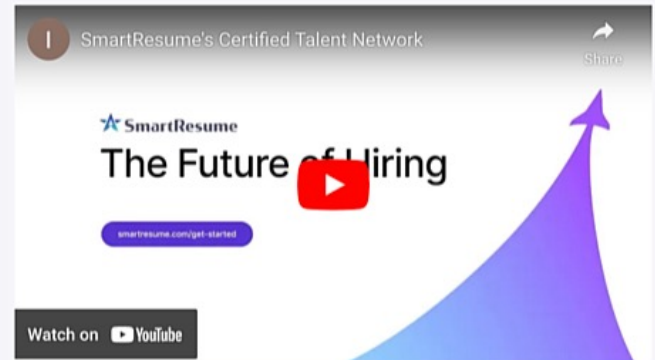 I
SmartResume's Certified Talent Network
Share
SmartResume
The Future of Hiring
smartresume.com/get-started
Watch on YouTube